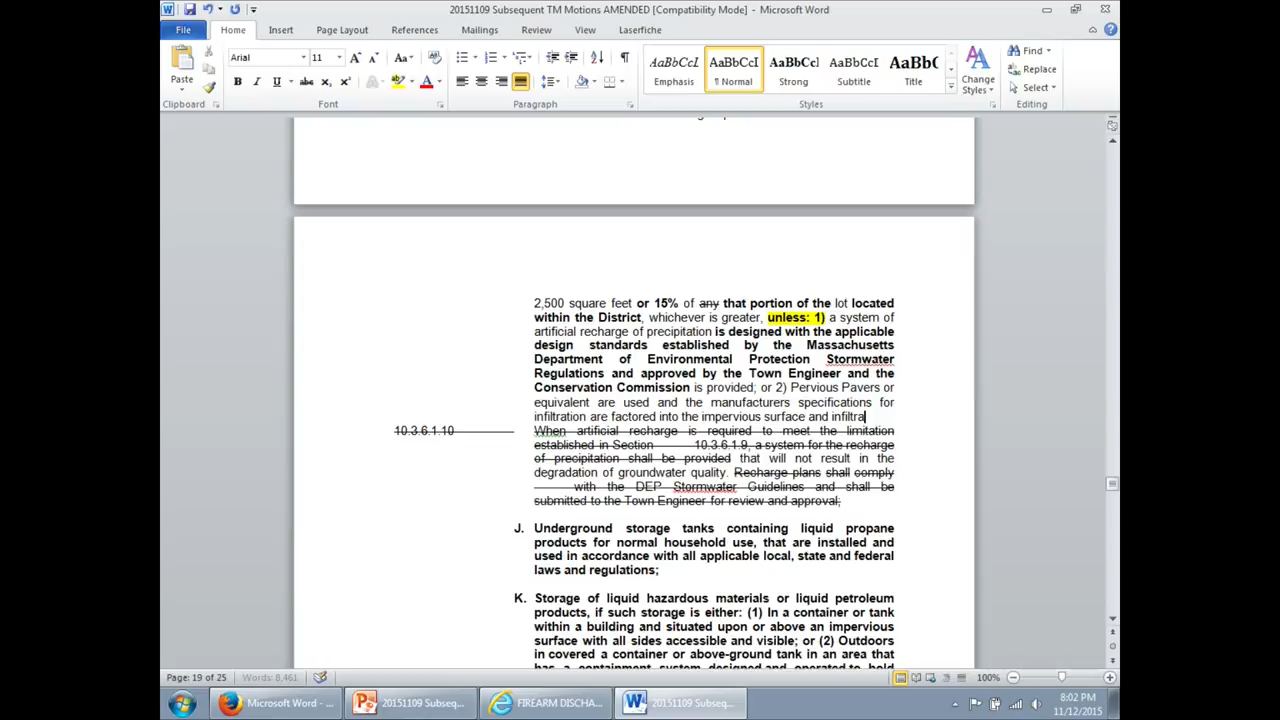 20151109 Subsequent TM Motions AMENDED [Compatibility Mode] - Microsoft Word
File Home Insert Page Layout References Mailings Review View Laserfiche
Arial 11
Paste
AaBbCcI AaBbCcI AaBbCcI AaBbCcI AaBbC
Emphasis ¶ Normal Strong Subtitle Title
Change Styles
Find
Replace
Select
Clipboard Font Paragraph Styles Editing
2,500 square feet or 15% of any that portion of the lot located
within the District, whichever is greater, unless: 1) a system of
artificial recharge of precipitation is designed with the applicable
design standards established by the Massachusetts
Department of Environmental Protection Stormwater
Regulations and approved by the Town Engineer and the
Conservation Commission is provided; or 2) Pervious Pavers or
equivalent are used and the manufacturers specifications for
infiltration are factored into the impervious surface and infiltra
10.3.6.1.10 When artificial recharge is required to meet the limitation
established in Section 10.3.6.1.9, a system for the recharge
of precipitation shall be provided that will not result in the
degradation of groundwater quality. Recharge plans shall comply
with the DEP Stormwater Guidelines and shall be
submitted to the Town Engineer for review and approval;
J. Underground storage tanks containing liquid propane
products for normal household use, that are installed and
used in accordance with all applicable local, state and federal
laws and regulations;
K. Storage of liquid hazardous materials or liquid petroleum
products, if such storage is either: (1) In a container or tank
within a building and situated upon or above an impervious
surface with all sides accessible and visible; or (2) Outdoors
in covered a container or above-ground tank in an area that
has a containment system designed and operated to hold
Page: 19 of 25 Words: 8,461 100%
Microsoft Word - ... 20151109 Subseq... FIREARM DISCHA... 20151109 Subseq... 8:02 PM
11/12/2015